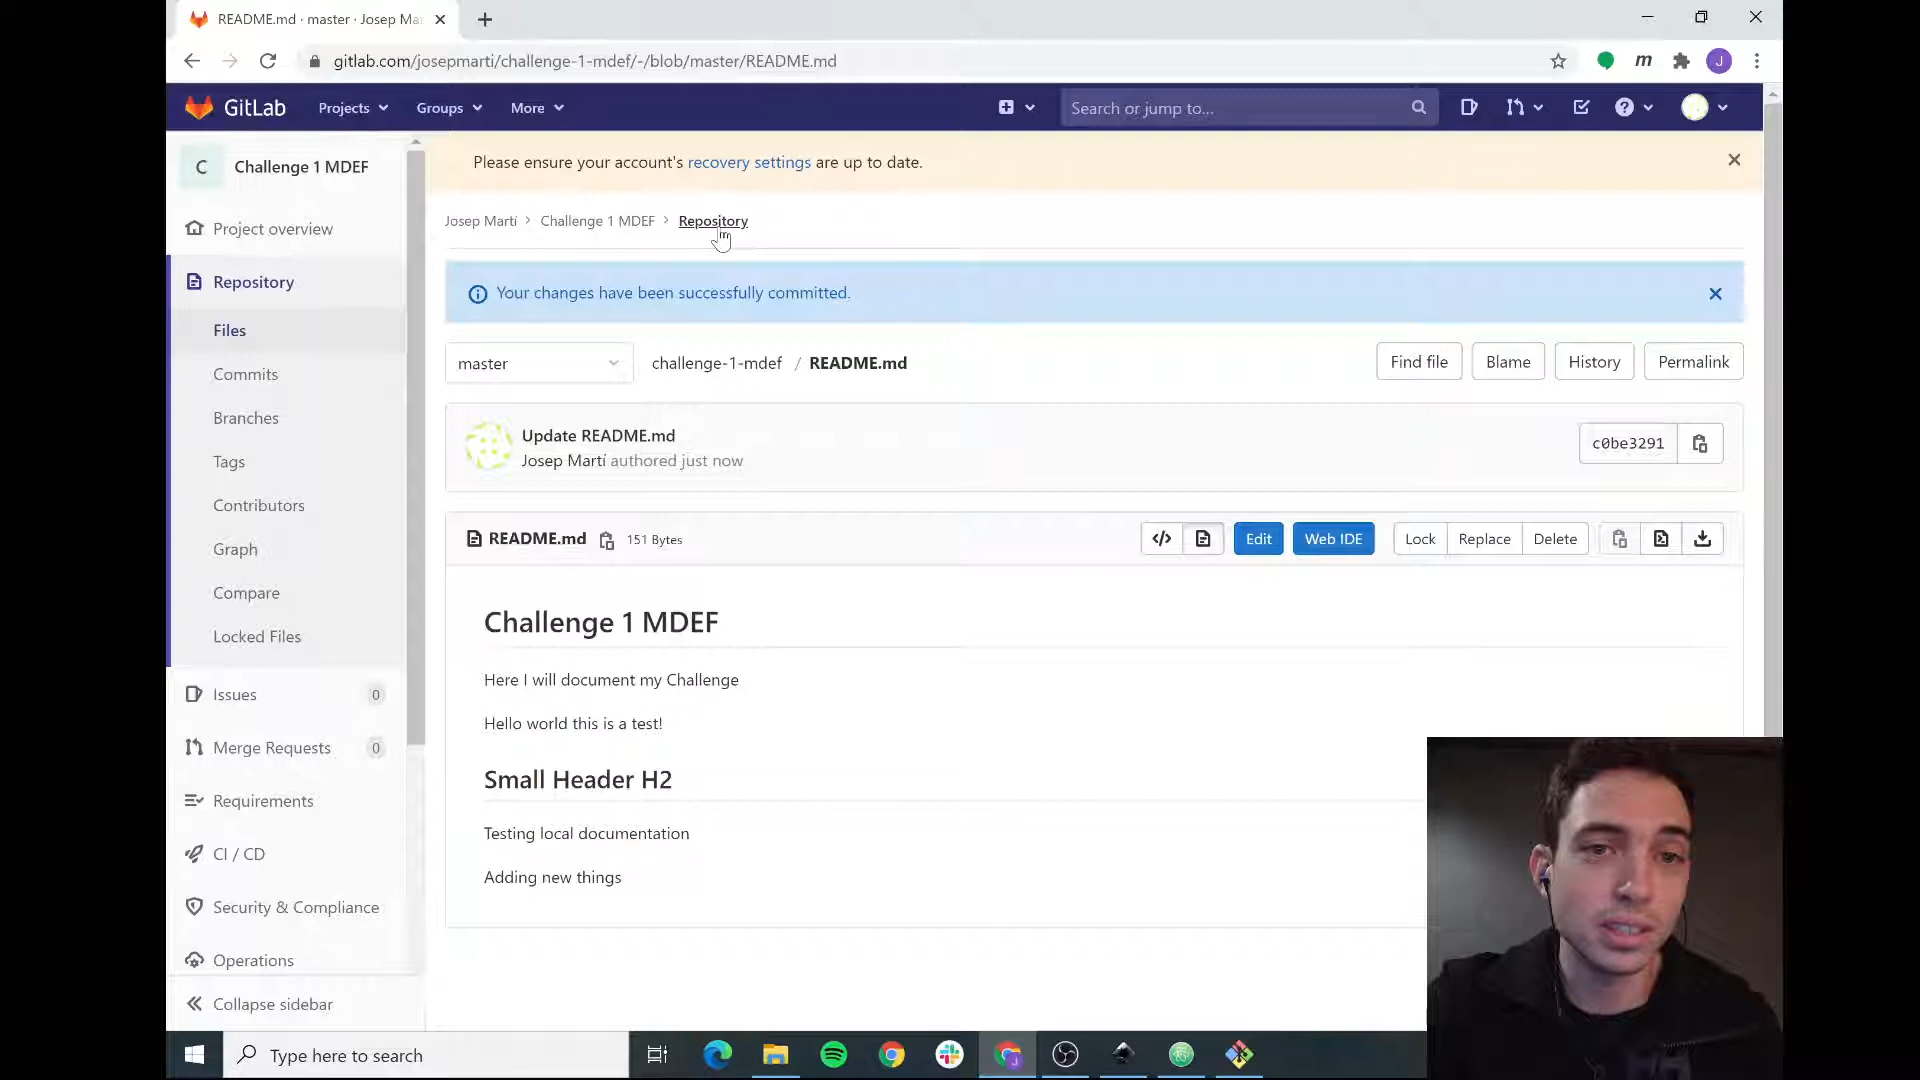 README.md · master · Josep Ma
gitlab.com/josepmarti/challenge-1-mdef/-/blob/master/README.md
m
J
GitLab
Projects
Groups
More
Search or jump to...
C
Challenge 1 MDEF
Project overview
Repository
Files
Commits
Branches
Tags
Contributors
Graph
Compare
Locked Files
Issues 0
Merge Requests 0
Requirements
CI / CD
Security & Compliance
Operations
Collapse sidebar
Please ensure your account's recovery settings are up to date.
Josep Martí > Challenge 1 MDEF > Repository
Your changes have been successfully committed.
master
challenge-1-mdef / README.md
Find file
Blame
History
Permalink
Update README.md
Josep Martí authored just now
c0be3291
README.md 151 Bytes
Edit
Web IDE
Lock
Replace
Delete
Challenge 1 MDEF
Here I will document my Challenge
Hello world this is a test!
Small Header H2
Testing local documentation
Adding new things
Type here to search